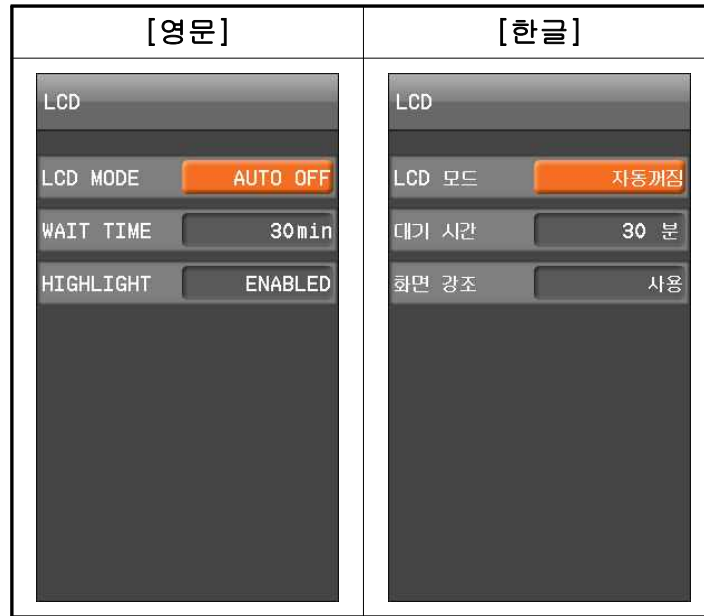 [영문]
[한글]
LCD
LCD MODE AUTO OFF
WAIT TIME 30min
HIGHLIGHT ENABLED
LCD
LCD 모드 자동꺼짐
대기 시간 30 분
화면 강조 사용